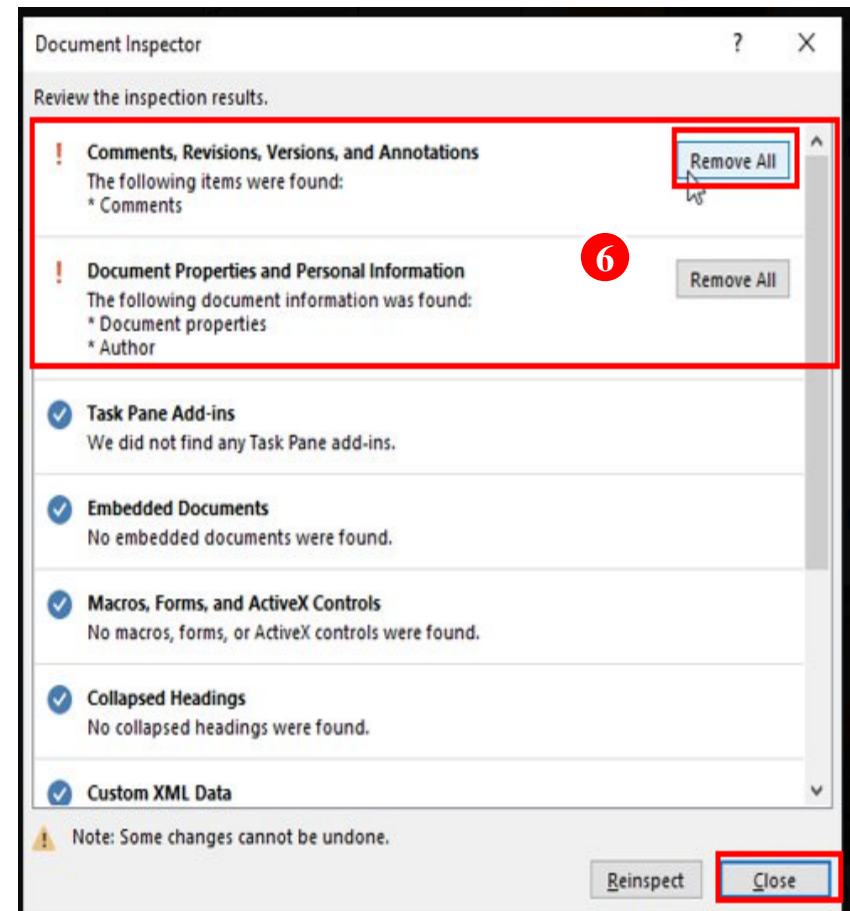 Document Inspector
Review the inspection results.
Comments, Revisions, Versions, and Annotations
Remove All
The following items were found:
* Comments
6
Document Properties and Personal Information
Remove All
The following document information was found:
* Document properties
* Author
Task Pane Add-ins
We did not find any Task Pane add-ins.
Embedded Documents
No embedded documents were found.
Macros, Forms, and ActiveX Controls
No macros, forms, or ActiveX controls were found.
Collapsed Headings
No collapsed headings were found.
Custom XML Data
Note: Some changes cannot be undone.
Reinspect
Close